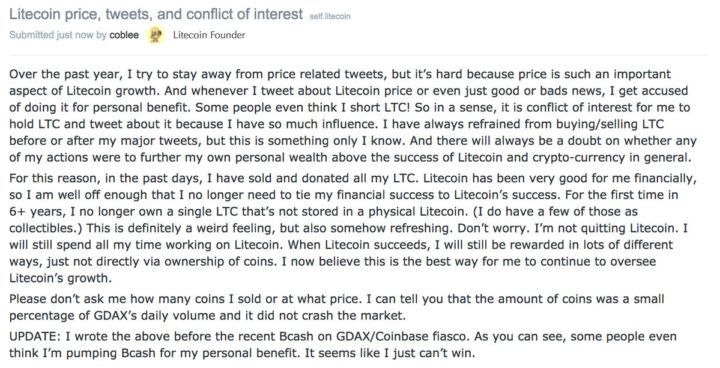 Litecoin price, tweets, and conflict of interest self.litecoin
Submitted just now by coblee Litecoin Founder
Over the past year, I try to stay away from price related tweets, but it's hard because price is such an important
aspect of Litecoin growth. And whenever I tweet about Litecoin price or even just good or bads news, I get accused
of doing it for personal benefit. Some people even think I short LTC! So in a sense, it is conflict of interest for me to
hold LTC and tweet about it because I have so much influence. I have always refrained from buying/selling LTC
before or after my major tweets, but this is something only I know. And there will always be a doubt on whether any
of my actions were to further my own personal wealth above the success of Litecoin and crypto-currency in general.
For this reason, in the past days, I have sold and donated all my LTC. Litecoin has been very good for me financially,
so I am well off enough that I no longer need to tie my financial success to Litecoin's success. For the first time in
6+ years, I no longer own a single LTC that's not stored in a physical Litecoin. (I do have a few of those as
collectibles.) This is definitely a weird feeling, but also somehow refreshing. Don't worry. I'm not quitting Litecoin. I
will still spend all my time working on Litecoin. When Litecoin succeeds, I will still be rewarded in lots of different
ways, just not directly via ownership of coins. I now believe this is the best way for me to continue to oversee
Litecoin's growth.
Please don't ask me how many coins I sold or at what price. I can tell you that the amount of coins was a small
percentage of GDAX's daily volume and it did not crash the market.
UPDATE: I wrote the above before the recent Bcash on GDAX/Coinbase fiasco. As you can see, some people even
think I'm pumping Bcash for my personal benefit. It seems like I just can't win.